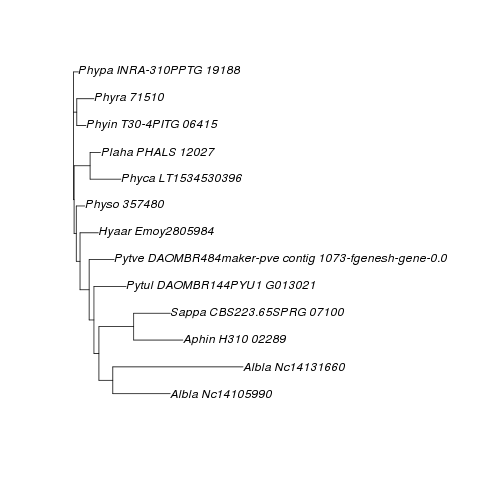 Phypa INRA-310PPTG 19188
Phyra 71510
Phyin T30-4PITG 06415
Plaha PHALS 12027
Phyca LT1534530396
Physo 357480
Hyaar Emoy2805984
Pytve DAOMBR484maker-pve contig 1073-fgenesh-gene-0.0
Pytul DAOMBR144PYU1 G013021
Sappa CBS223.65SPRG 07100
Aphin H310 02289
Albla Nc14131660
Albla Nc14105990